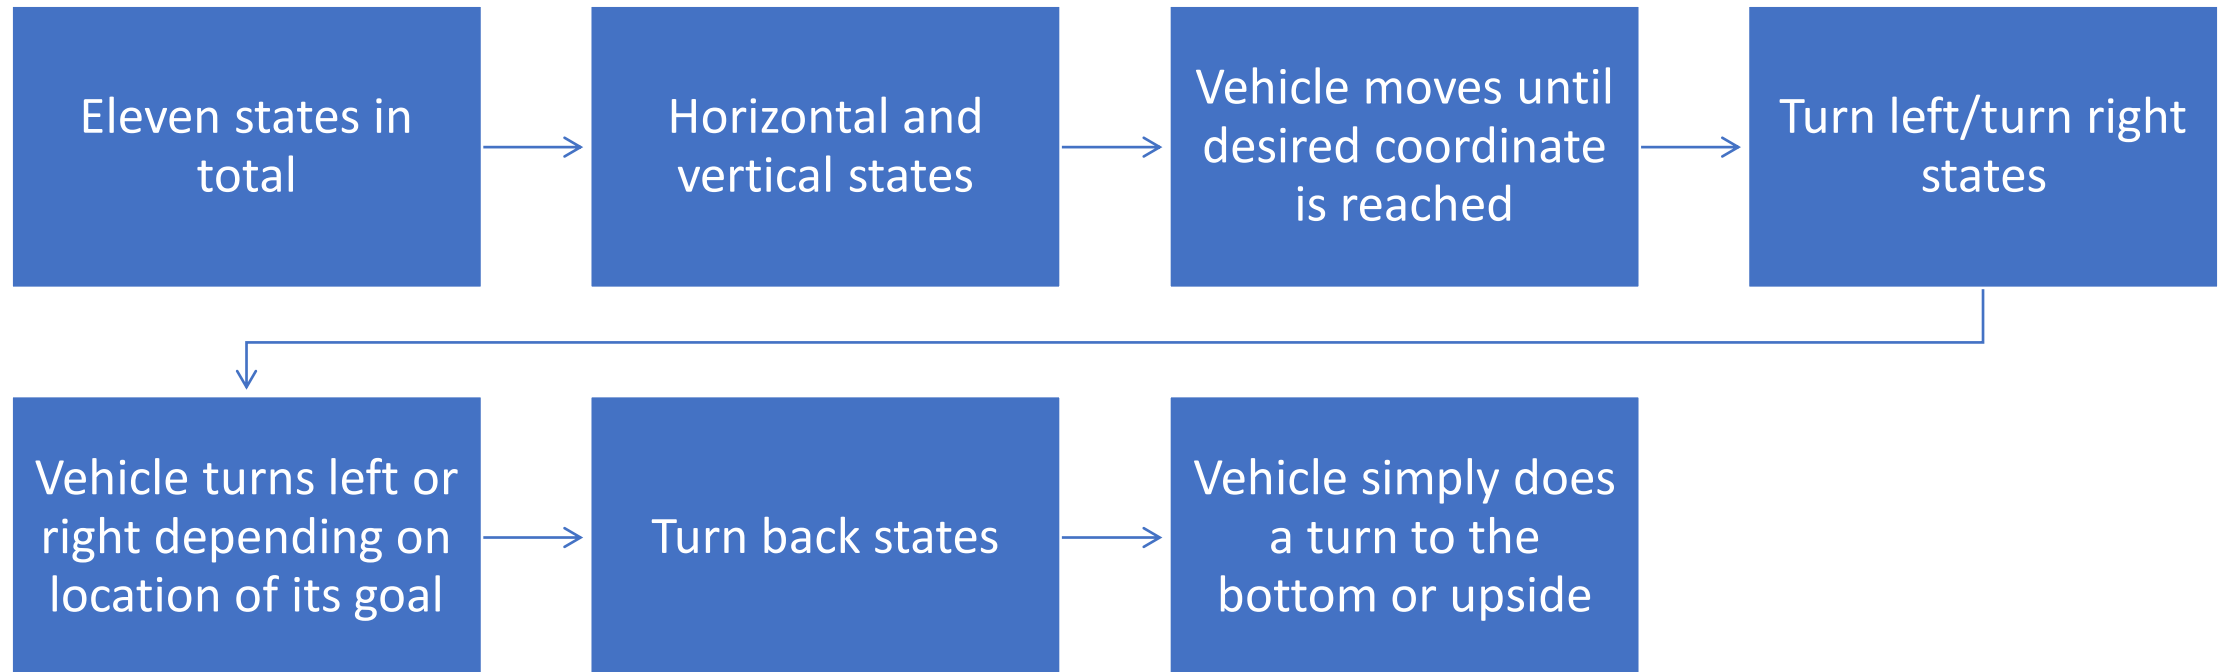 Eleven states in
total
Horizontal and
vertical states
Vehicle moves until
desired coordinate
is reached
Turn left/turn right
states
Vehicle turns left or
right depending on
location of its goal
Turn back states
Vehicle simply does
a turn to the
bottom or upside